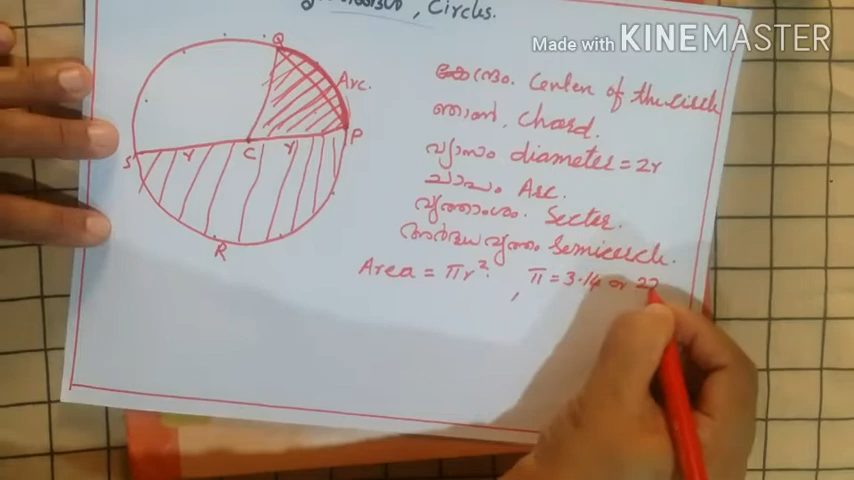 , Circles.
Made with KINEMASTER
Q
Arc.
P
S r C r
R
കേന്ദ്രം. Center of the circle
ഞാൺ, Chord.
വ്യാസം diameter = 2r
ചാപം Arc.
വൃത്താംശം. Secter.
അർദ്ധവൃത്തം Semicircle.
Area = πr². , π = 3.14 or 22